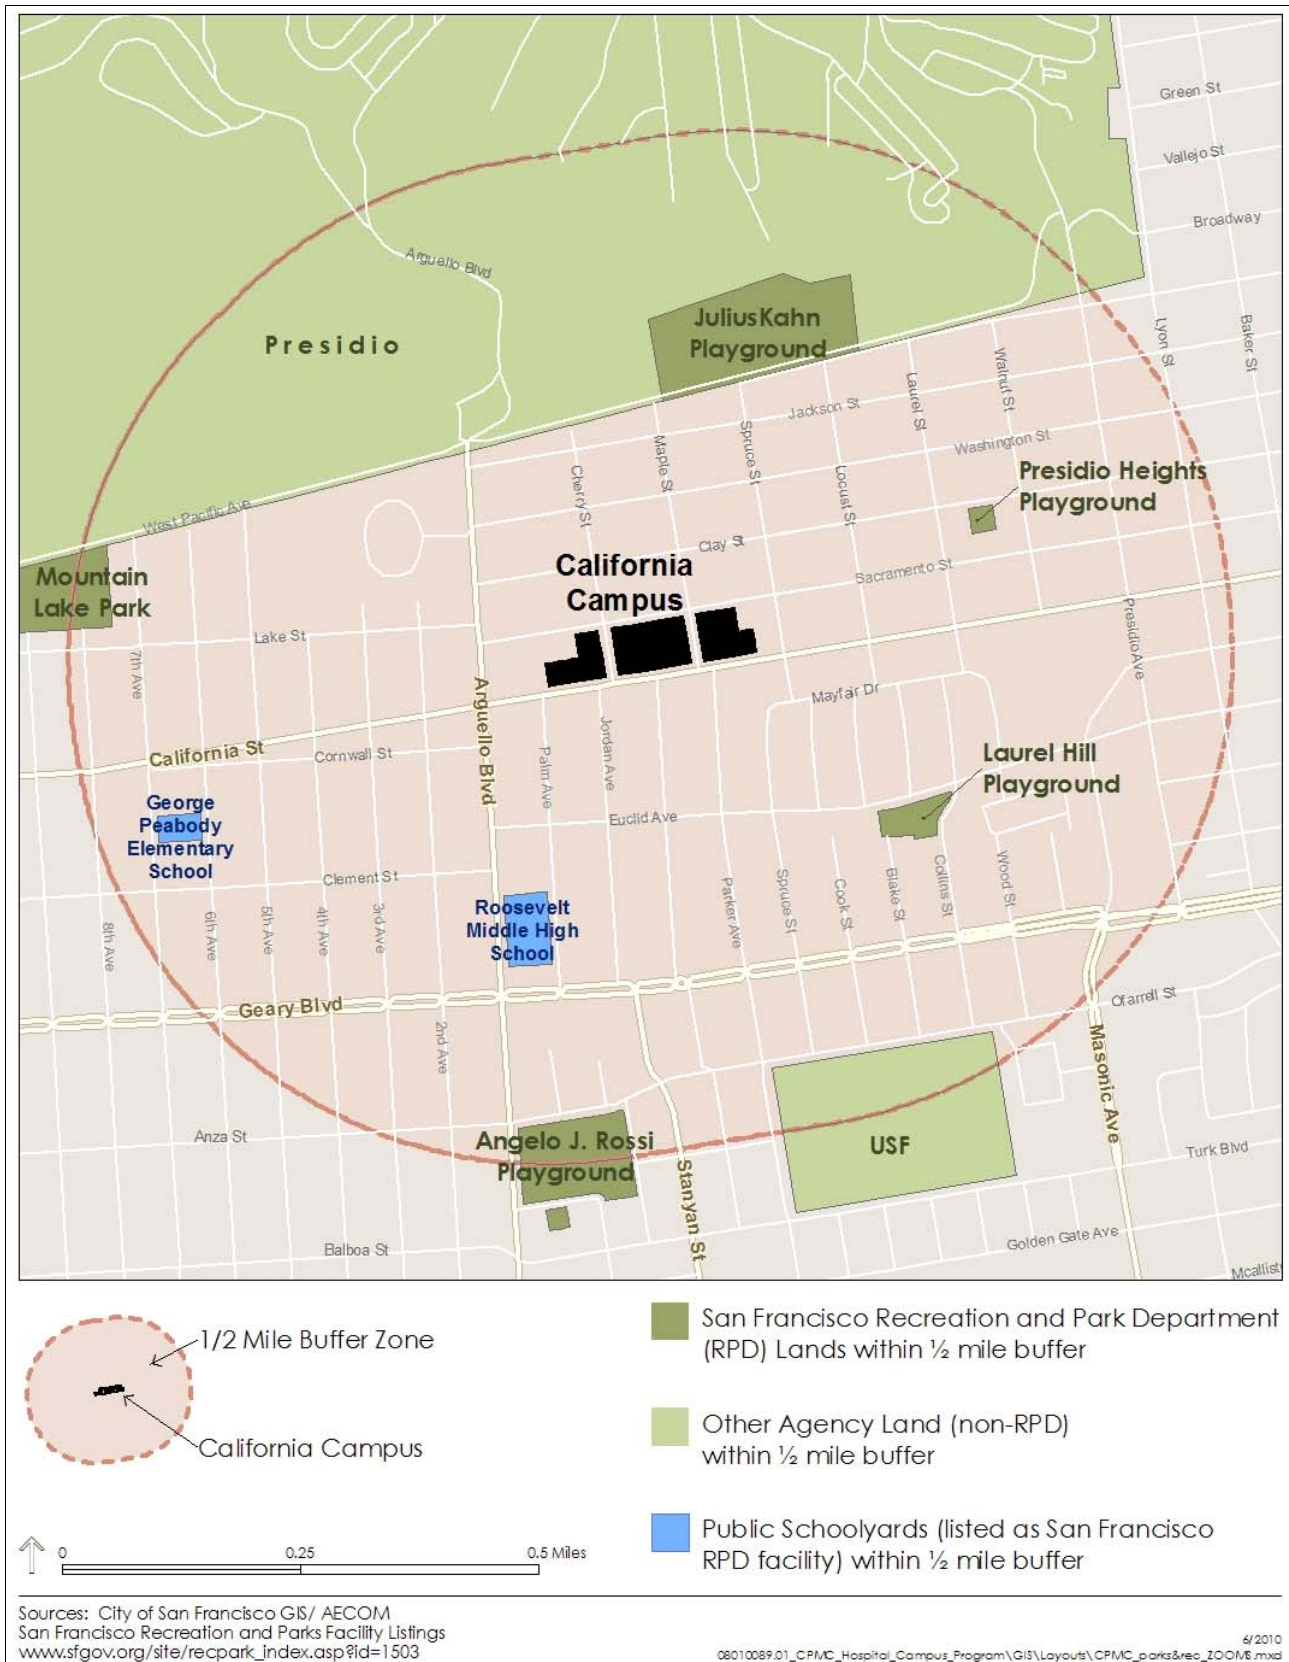 Green St
Vallejo St
Broadway
Arguello Blvd
Presidio
JuliusKahn
Playground
Lyon St
Baker St
Walnut St
Laurel St
Jackson St
Washington St
Maple St
Spruce St
Cherry St
Locust St
Presidio Heights
Playground
West Pacific Ave
Clay St
Sacramento St
California
Campus
Mountain
Lake Park
Lake St
7th Ave
Presidio Ave
Mayfair Dr
Arguello Blvd
Palm Ave
Jordan Ave
California St
Cornwall St
Laurel Hill
Playground
George
Peabody
Elementary
School
Euclid Ave
Clement St
Roosevelt
Middle High
School
8th Ave
6th Ave
5th Ave
4th Ave
3rd Ave
Parker Ave
Spruce St
Cook St
Blake St
Collins St
Wood St
Geary Blvd
2nd Ave
Ofarrell St
Masonic Ave
Anza St
Angelo J. Rossi
Playground
USF
Stanyan St
Turk Blvd
Balboa St
Golden Gate Ave
Mcallist
1/2 Mile Buffer Zone
California Campus
San Francisco Recreation and Park Department
(RPD) Lands within ½ mile buffer
Other Agency Land (non-RPD)
within ½ mile buffer
Public Schoolyards (listed as San Francisco
RPD facility) within ½ mile buffer
0 0.25 0.5 Miles
Sources: City of San Francisco GIS/ AECOM
San Francisco Recreation and Parks Facility Listings
www.sfgov.org/site/recpark_index.asp?id=1503
6/2010
08010089.01_CPMC_Hospital_Campus_Program\GIS\Layouts\CPMC_parks&rec_ZOOMS.mxd